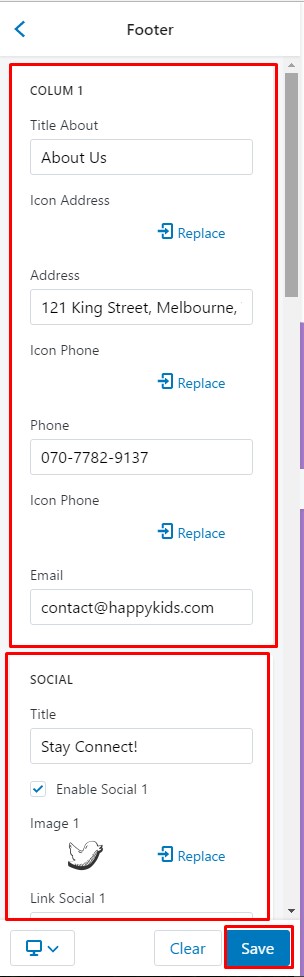 Footer
COLUM 1
Title About
About Us
Icon Address
Replace
Address
121 King Street, Melbourne,
Icon Phone
Replace
Phone
070-7782-9137
Icon Phone
Replace
Email
contact@happykids.com
SOCIAL
Title
Stay Connect!
Enable Social 1
Image 1
Replace
Link Social 1
Clear
Save